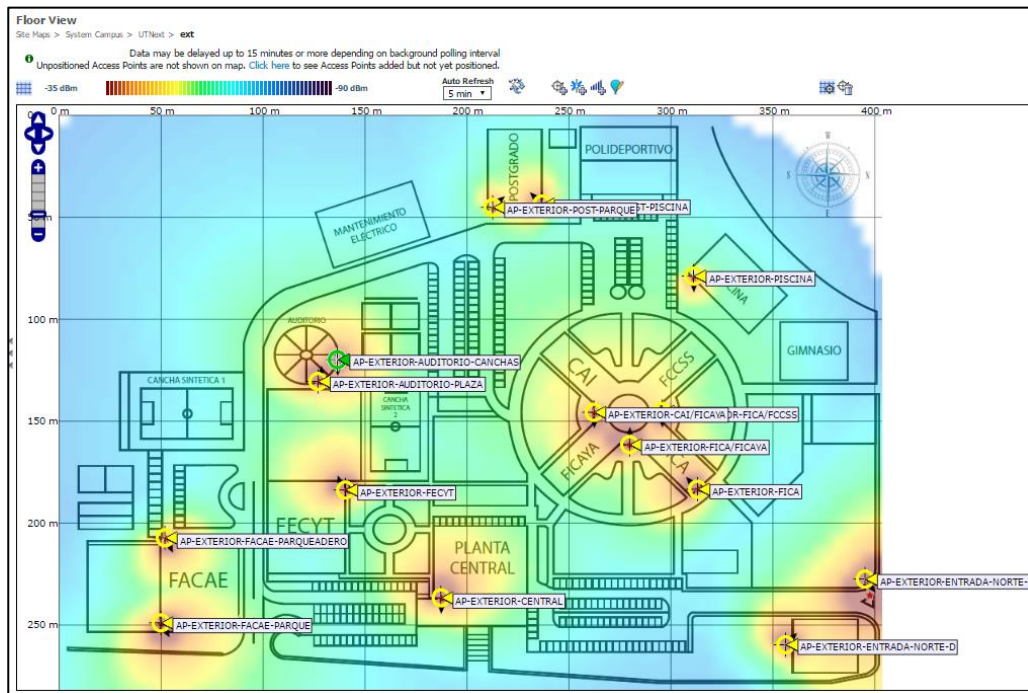 Floor View
Site Maps > System Campus > UTNext > ext
Data may be delayed up to 15 minutes or more depending on background polling interval
Unpositioned Access Points are not shown on map. Click here to see Access Points added but not yet positioned.
-35 dBm -90 dBm Auto Refresh
5 min
0 m 50 m 100 m 150 m 200 m 250 m 300 m 350 m 400 m
POSTGRADO
POLIDEPORTIVO
W
S N
E
MANTENIMIENTO
ELÉCTRICO
AP-EXTERIOR-POST-PARQUE ST-PISCINA
AP-EXTERIOR-PISCINA
CINA
100 m
AUDITORIO
GIMNASIO
AP-EXTERIOR-AUDITORIO-CANCHAS
CAI
FCCSS
CANCHA SINTETICA 1
AP-EXTERIOR-AUDITORIO-PLAZA
CANCHA
SINTETICA
2
150 m
AP-EXTERIOR-CAI/FICAYA OR-FICA/FCCSS
AP-EXTERIOR-FICA/FICAYA
FICAYA
CA
AP-EXTERIOR-FECYT
AP-EXTERIOR-FICA
200 m
FECYT
AP-EXTERIOR-FACAE-PARQUEADERO
PLANTA
CENTRAL
FACAE
AP-EXTERIOR-ENTRADA-NORTE-
AP-EXTERIOR-CENTRAL
250 m
AP-EXTERIOR-FACAE-PARQUE
AP-EXTERIOR-ENTRADA-NORTE-D